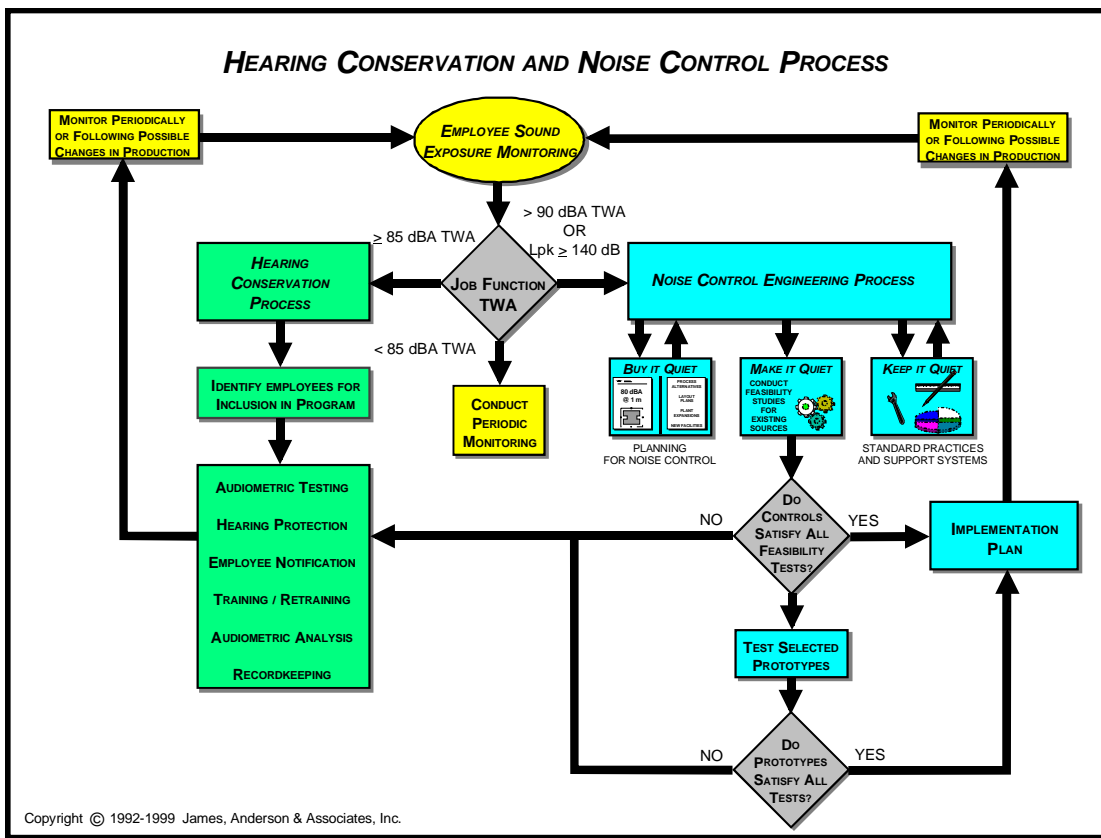 HEARING CONSERVATION AND NOISE CONTROL PROCESS
MONITOR PERIODICALLY
OR FOLLOWING POSSIBLE
CHANGES IN PRODUCTION
EMPLOYEE SOUND
EXPOSURE MONITORING
MONITOR PERIODICALLY
OR FOLLOWING POSSIBLE
CHANGES IN PRODUCTION
≥ 85 dBA TWA
> 90 dBA TWA
OR
Lpk ≥ 140 dB
HEARING
CONSERVATION
PROCESS
JOB FUNCTION
TWA
NOISE CONTROL ENGINEERING PROCESS
< 85 dBA TWA
IDENTIFY EMPLOYEES FOR
INCLUSION IN PROGRAM
CONDUCT
PERIODIC
MONITORING
BUY IT QUIET
80 dBA
@ 1 m
PROCESS
ALTERNATIVES
LAYOUT
PLANS
PLANT
EXPANSIONS
NEW FACILITIES
PLANNING
FOR NOISE CONTROL
MAKE IT QUIET
CONDUCT
FEASIBILITY
STUDIES
FOR
EXISTING
SOURCES
KEEP IT QUIET
STANDARD PRACTICES
AND SUPPORT SYSTEMS
AUDIOMETRIC TESTING
HEARING PROTECTION
EMPLOYEE NOTIFICATION
TRAINING / RETRAINING
AUDIOMETRIC ANALYSIS
RECORDKEEPING
NO
DO
CONTROLS
SATISFY ALL
FEASIBILITY
TESTS?
YES
IMPLEMENTATION
PLAN
TEST SELECTED
PROTOTYPES
NO
DO
PROTOTYPES
SATISFY ALL
TESTS?
YES
Copyright © 1992-1999 James, Anderson & Associates, Inc.